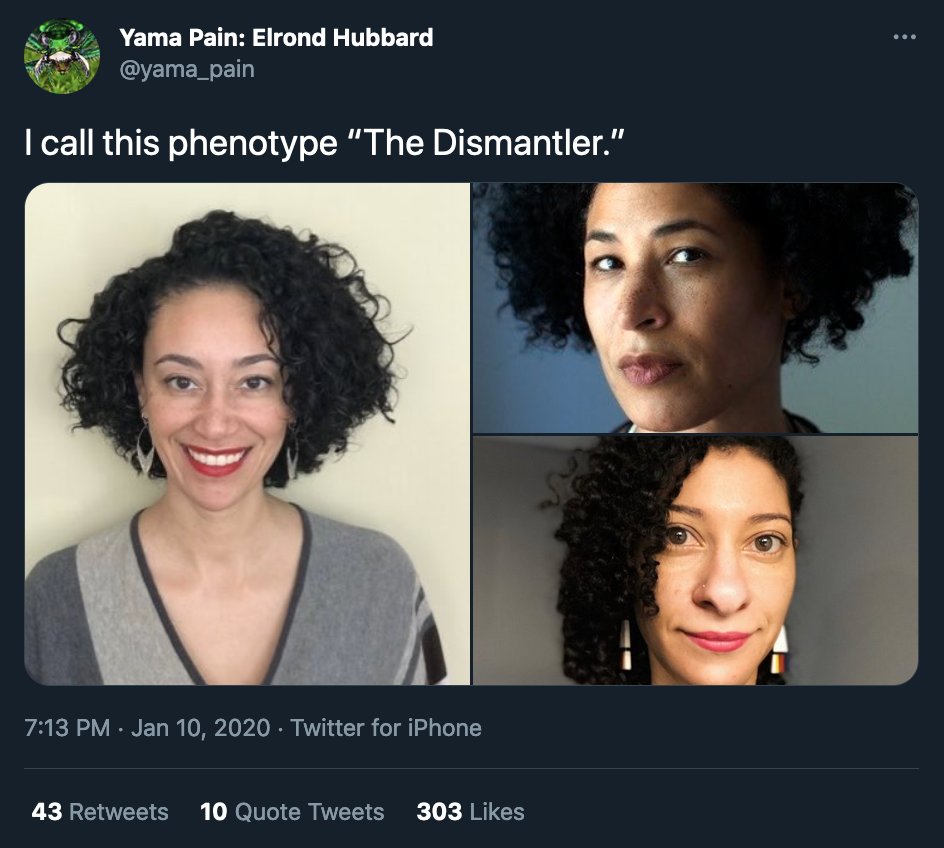 Yama Pain: Elrond Hubbard
@yama_pain
I call this phenotype “The Dismantler.”
7:13 PM · Jan 10, 2020 · Twitter for iPhone
43 Retweets 10 Quote Tweets 303 Likes